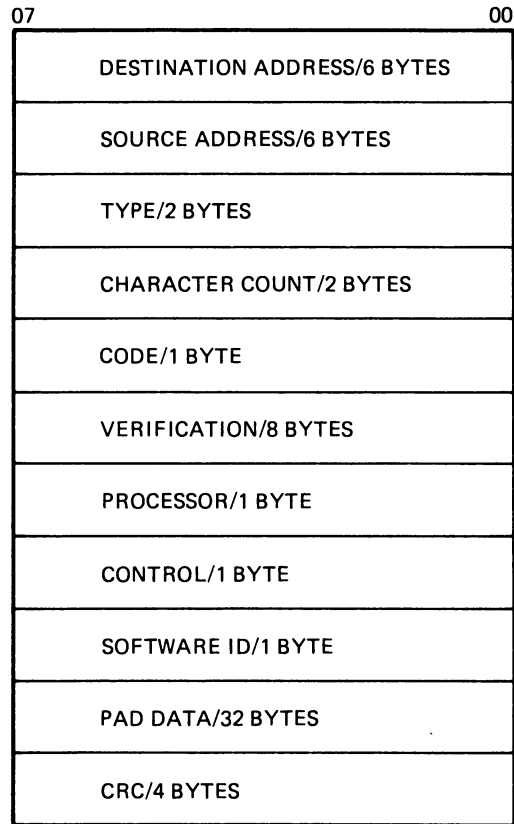 07 00
DESTINATION ADDRESS/6 BYTES
SOURCE ADDRESS/6 BYTES
TYPE/2 BYTES
CHARACTER COUNT/2 BYTES
CODE/1 BYTE
VERIFICATION/8 BYTES
PROCESSOR/1 BYTE
CONTROL/1 BYTE
SOFTWARE ID/1 BYTE
PAD DATA/32 BYTES
CRC/4 BYTES